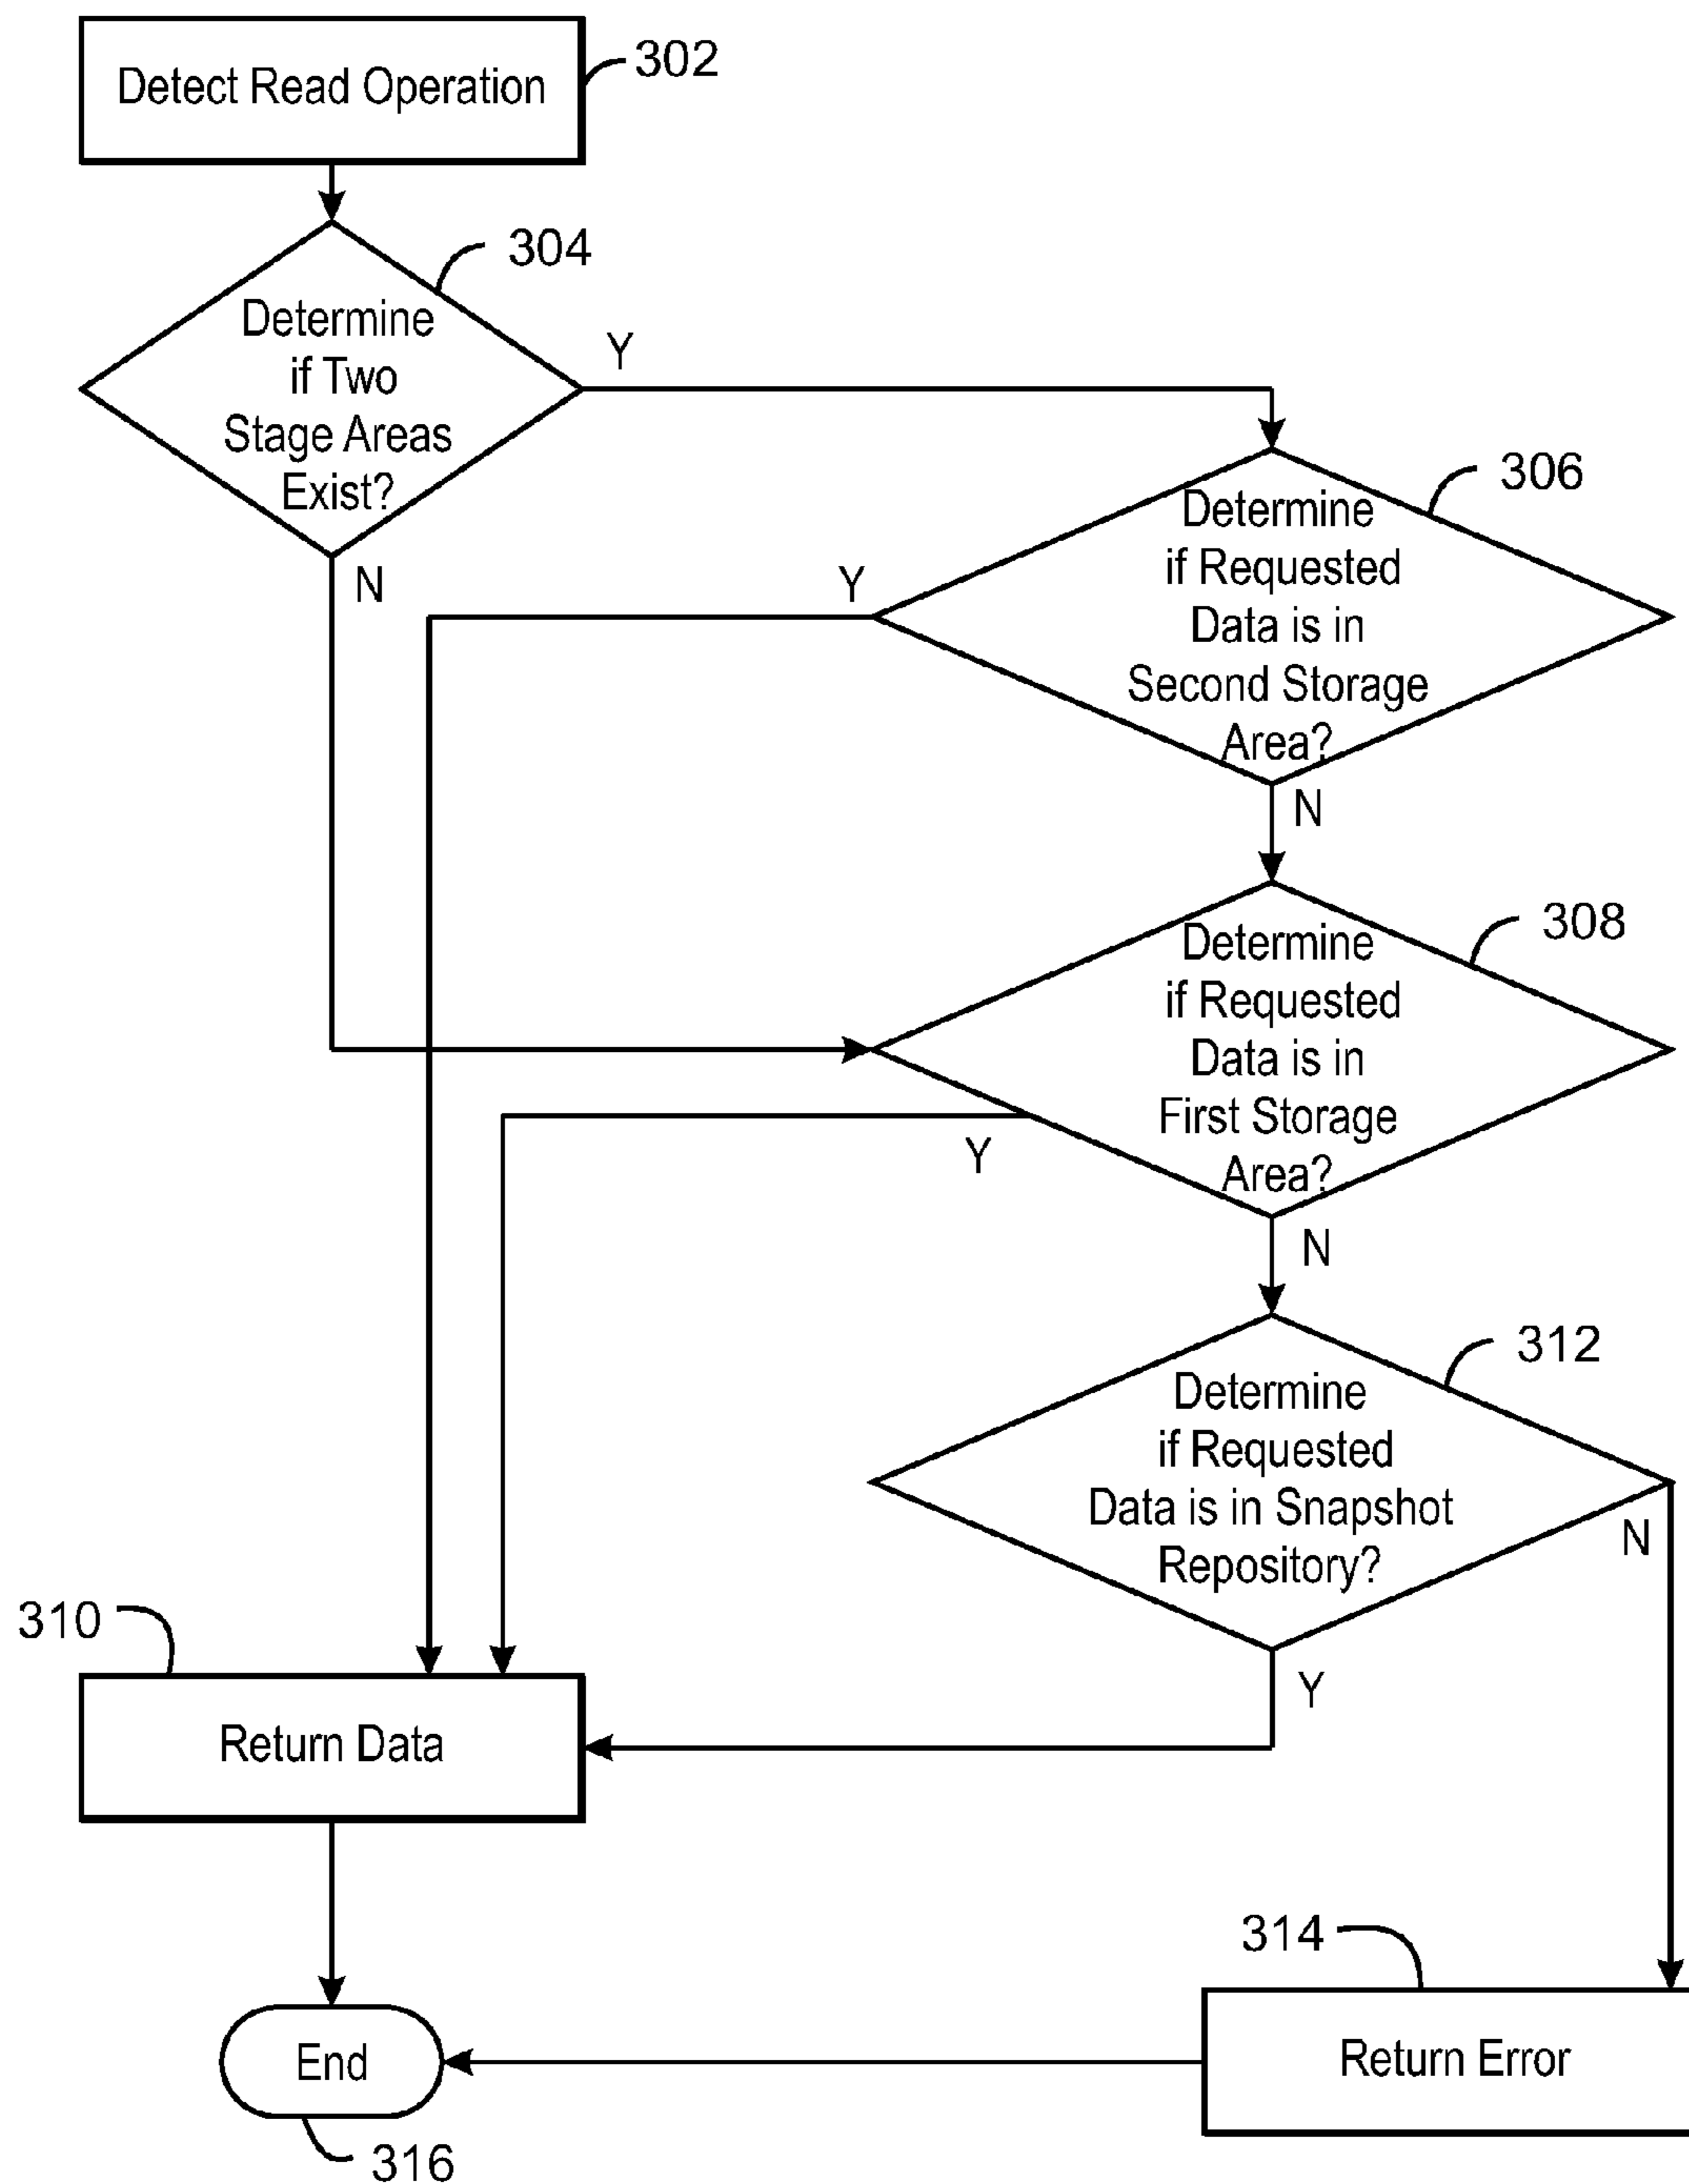 Detect Read Operation
302
304
Determine
if Two
Stage Areas
Exist?
Y
N
306
Determine
if Requested
Data is in
Second Storage
Area?
Y
N
308
Determine
if Requested
Data is in
First Storage
Area?
Y
N
312
Determine
if Requested
Data is in Snapshot
Repository?
N
Y
310
Return Data
314
Return Error
End
316